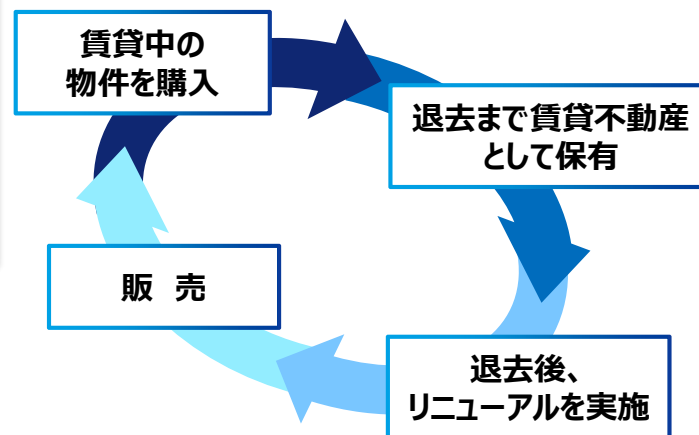 賃貸中の
物件を購入
退去まで賃貸不動産
として保有
退去後、
リニューアルを実施
販 売